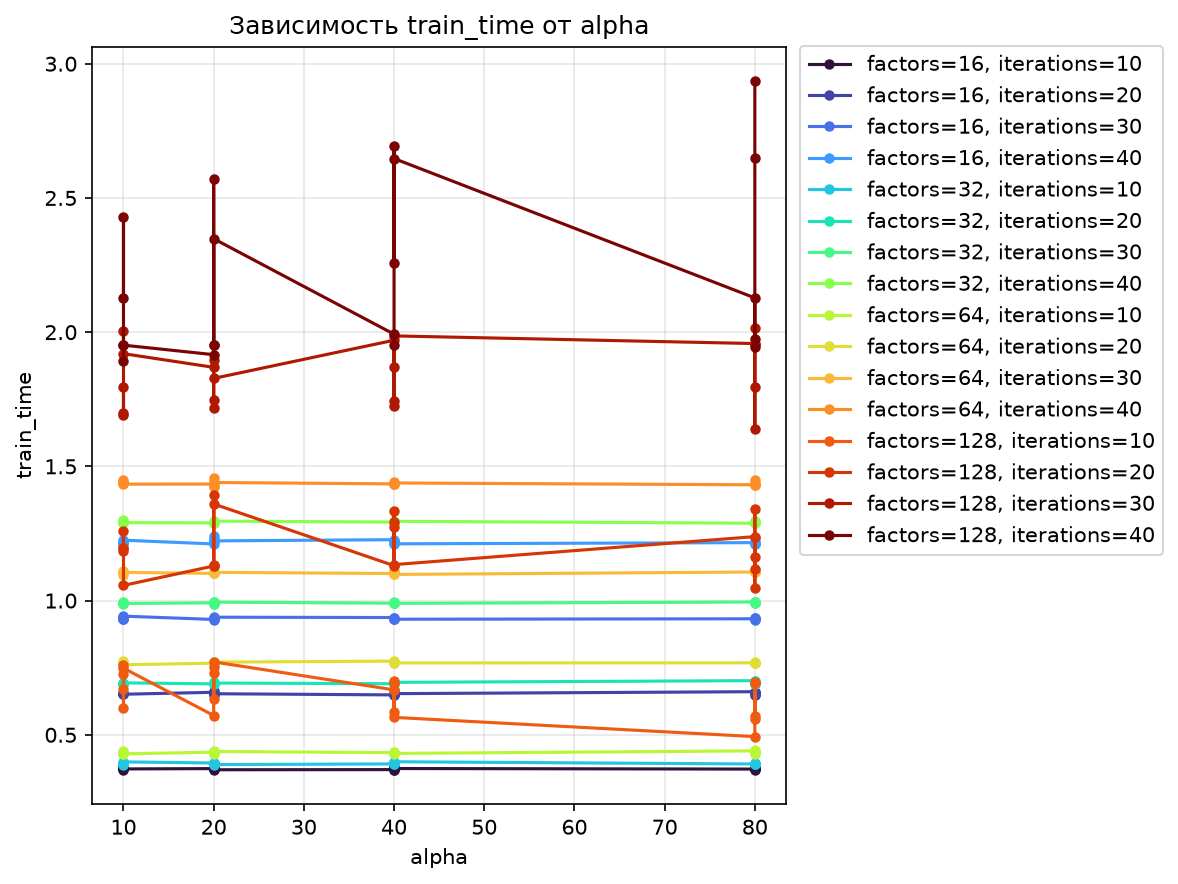 Зависимость train_time от alpha
train_time
3.0
2.5
2.0
1.5
1.0
0.5
10
20
30
40
50
60
70
80
alpha
factors=16, iterations=10
factors=16, iterations=20
factors=16, iterations=30
factors=16, iterations=40
factors=32, iterations=10
factors=32, iterations=20
factors=32, iterations=30
factors=32, iterations=40
factors=64, iterations=10
factors=64, iterations=20
factors=64, iterations=30
factors=64, iterations=40
factors=128, iterations=10
factors=128, iterations=20
factors=128, iterations=30
factors=128, iterations=40